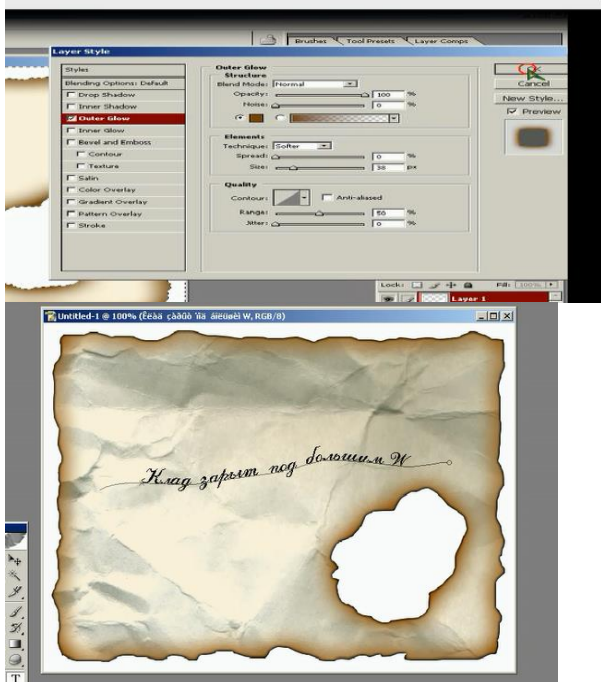 Brushes Tool Presets Layer Comps
Layer Style
Styles
Blending Options: Default
Drop Shadow
Inner Shadow
Outer Glow
Inner Glow
Bevel and Emboss
Contour
Texture
Satin
Color Overlay
Gradient Overlay
Pattern Overlay
Stroke
Outer Glow
Structure
Blend Mode: Normal
Opacity: 100 %
Noise: 0 %
Elements
Technique: Softer
Spread: 0 %
Size: 38 px
Quality
Contour: Anti-aliased
Range: 50 %
Jitter: 0 %
OK
Cancel
New Style...
Preview
Lock: Fill: 100%
Layer 1
Untitled-1 @ 100% (Êëàä çàðûò ïîä áîëüøèì W, RGB/8)
Клад зарыт под большим W
T